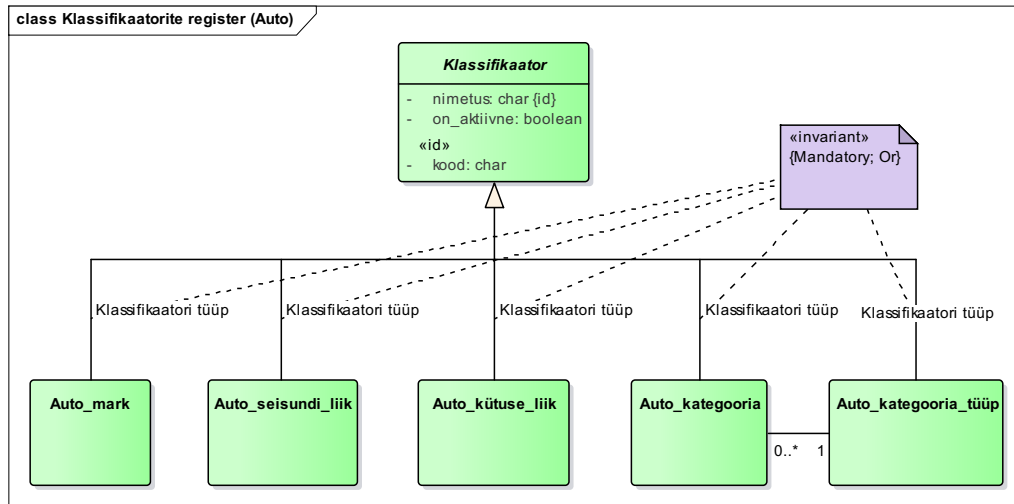 class Klassifikaatorite register (Auto)
Klassifikaator
- nimetus: char {id}
- on_aktiivne: boolean
«id»
- kood: char
«invariant»
{Mandatory; Or}
Klassifikaatori tüüp
Klassifikaatori tüüp
Klassifikaatori tüüp
Klassifikaatori tüüp
Klassifikaatori tüüp
Auto_mark
Auto_seisundi_liik
Auto_kütuse_liik
Auto_kategooria
Auto_kategooria_tüüp
0..* 1